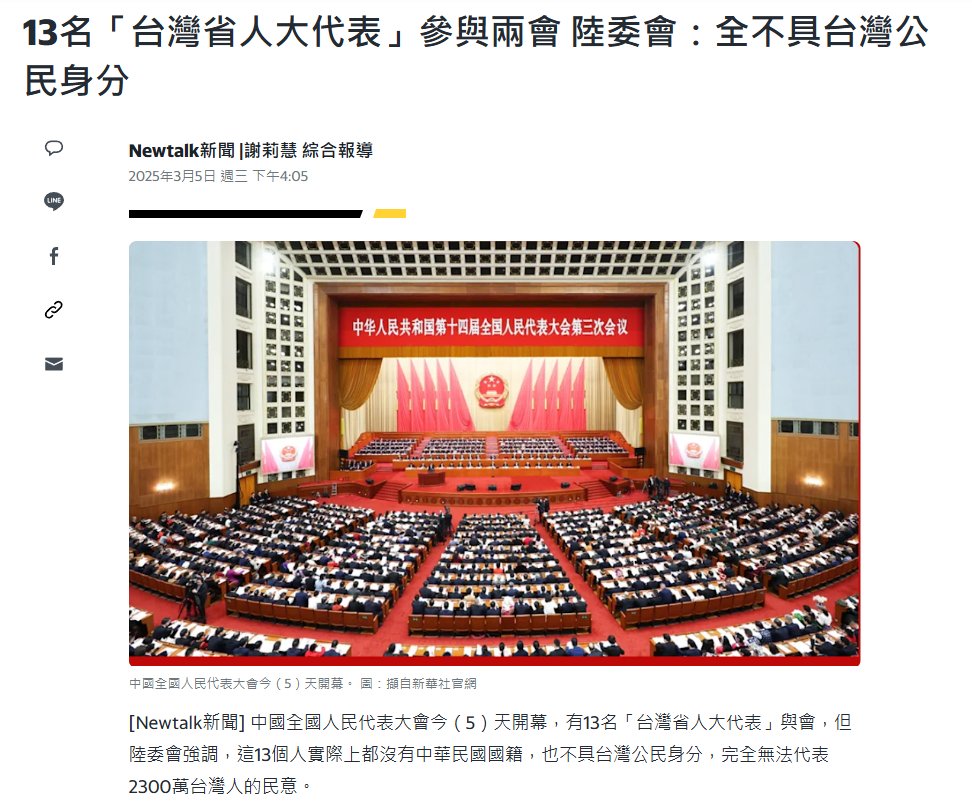 13名「台灣省人大代表」參與兩會 陸委會：全不具台灣公
民身分
Newtalk新聞 |謝莉慧 綜合報導
2025年3月5日 週三 下午4:05
LINE
中华人民共和国第十四届全国人民代表大会第三次会议
中國全國人民代表大會今（5）天開幕。 圖：擷自新華社官網
[Newtalk新聞] 中國全國人民代表大會今（5）天開幕，有13名「台灣省人大代表」與會，但
陸委會強調，這13個人實際上都沒有中華民國國籍，也不具台灣公民身分，完全無法代表
2300萬台灣人的民意。